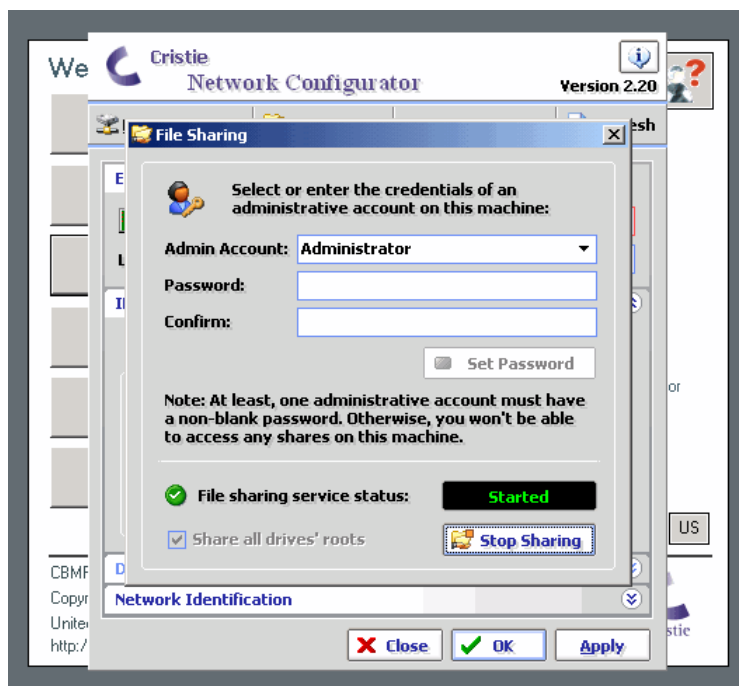 We
Cristie
Network Configurator
Version 2.20
esh
File Sharing
E
Select or enter the credentials of an
administrative account on this machine:
Admin Account: Administrator
L
Password:
Confirm:
Set Password
Note: At least, one administrative account must have
a non-blank password. Otherwise, you won't be able
to access any shares on this machine.
or
File sharing service status: Started
Share all drives' roots
Stop Sharing
US
CBMR
D
Copyr
Network Identification
Unite
http:/
stie
Close
OK
Apply